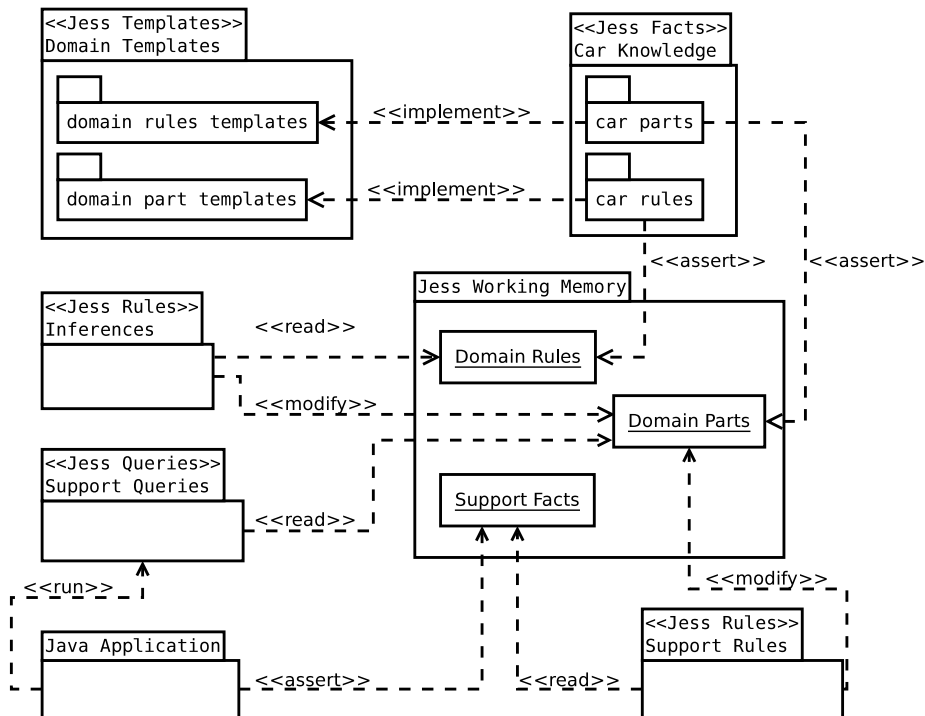 <<Jess Templates>>
Domain Templates
<<Jess Facts>>
Car Knowledge
domain rules templates
<<implement>>
car parts
domain part templates
<<implement>>
car rules
<<assert>>
<<assert>>
Jess Working Memory
<<Jess Rules>>
Inferences
<<read>>
Domain Rules
<<modify>>
Domain Parts
<<Jess Queries>>
Support Queries
<<read>>
Support Facts
<<run>>
<<modify>>
Java Application
<<assert>>
<<read>>
<<Jess Rules>>
Support Rules